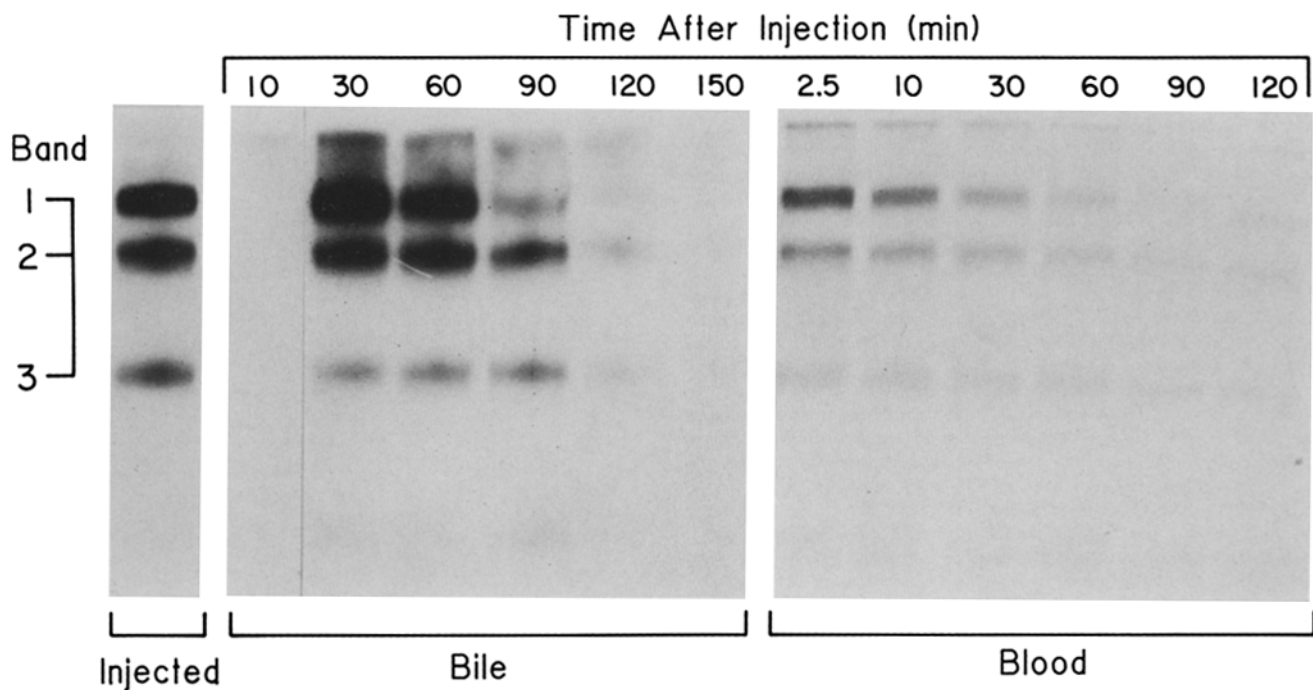 Time After Injection (min)
10 30 60 90 120 150 2.5 10 30 60 90 120
Band
1
2
3
Injected Bile Blood